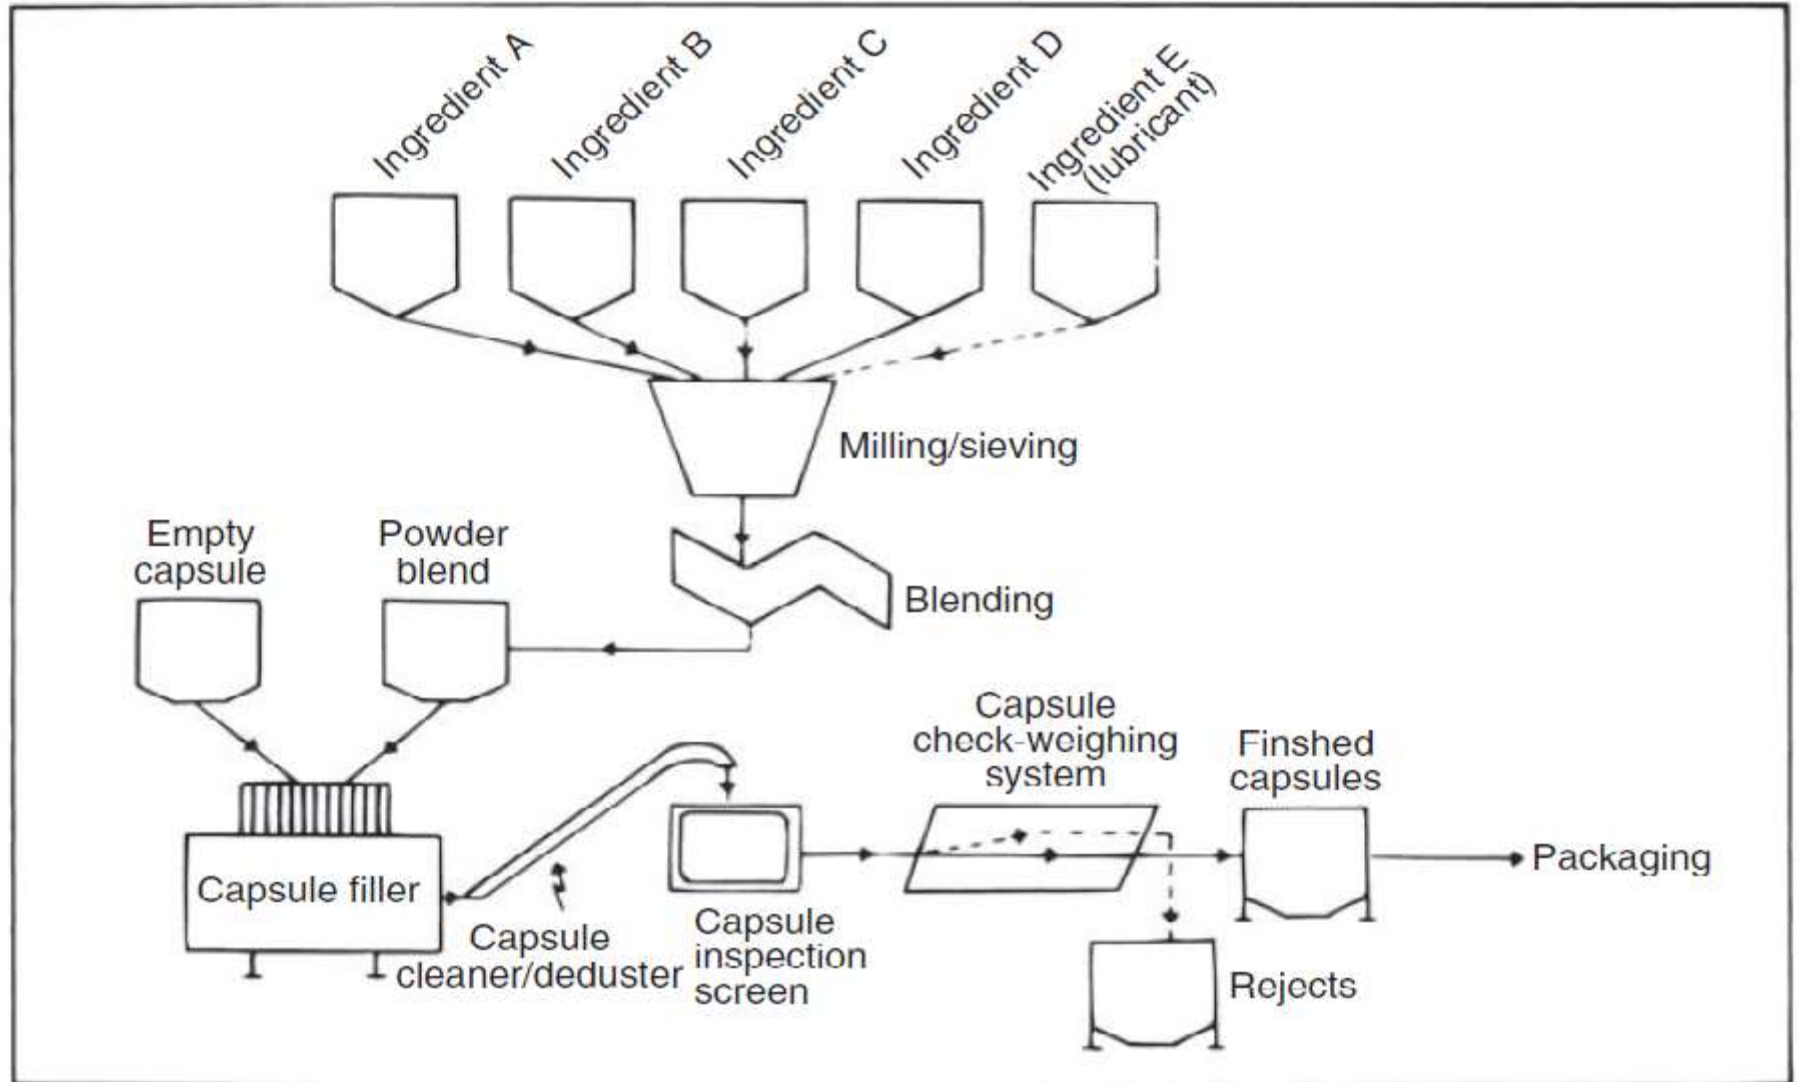 Ingredient A
Ingredient B
Ingredient C
Ingredient D
Ingredient E
(lubricant)
Milling/sieving
Empty
capsule
Powder
blend
Blending
Capsule
check-weighing
system
Finshed
capsules
Packaging
Capsule filler
Capsule
cleaner/deduster
Capsule
inspection
screen
Rejects